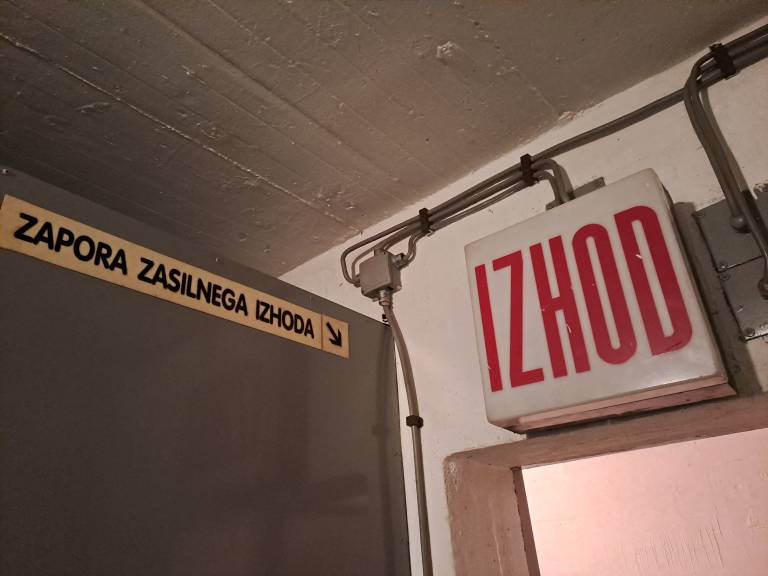 ZAPORA ZASILNEGA IZHODA ↘
IZHOD